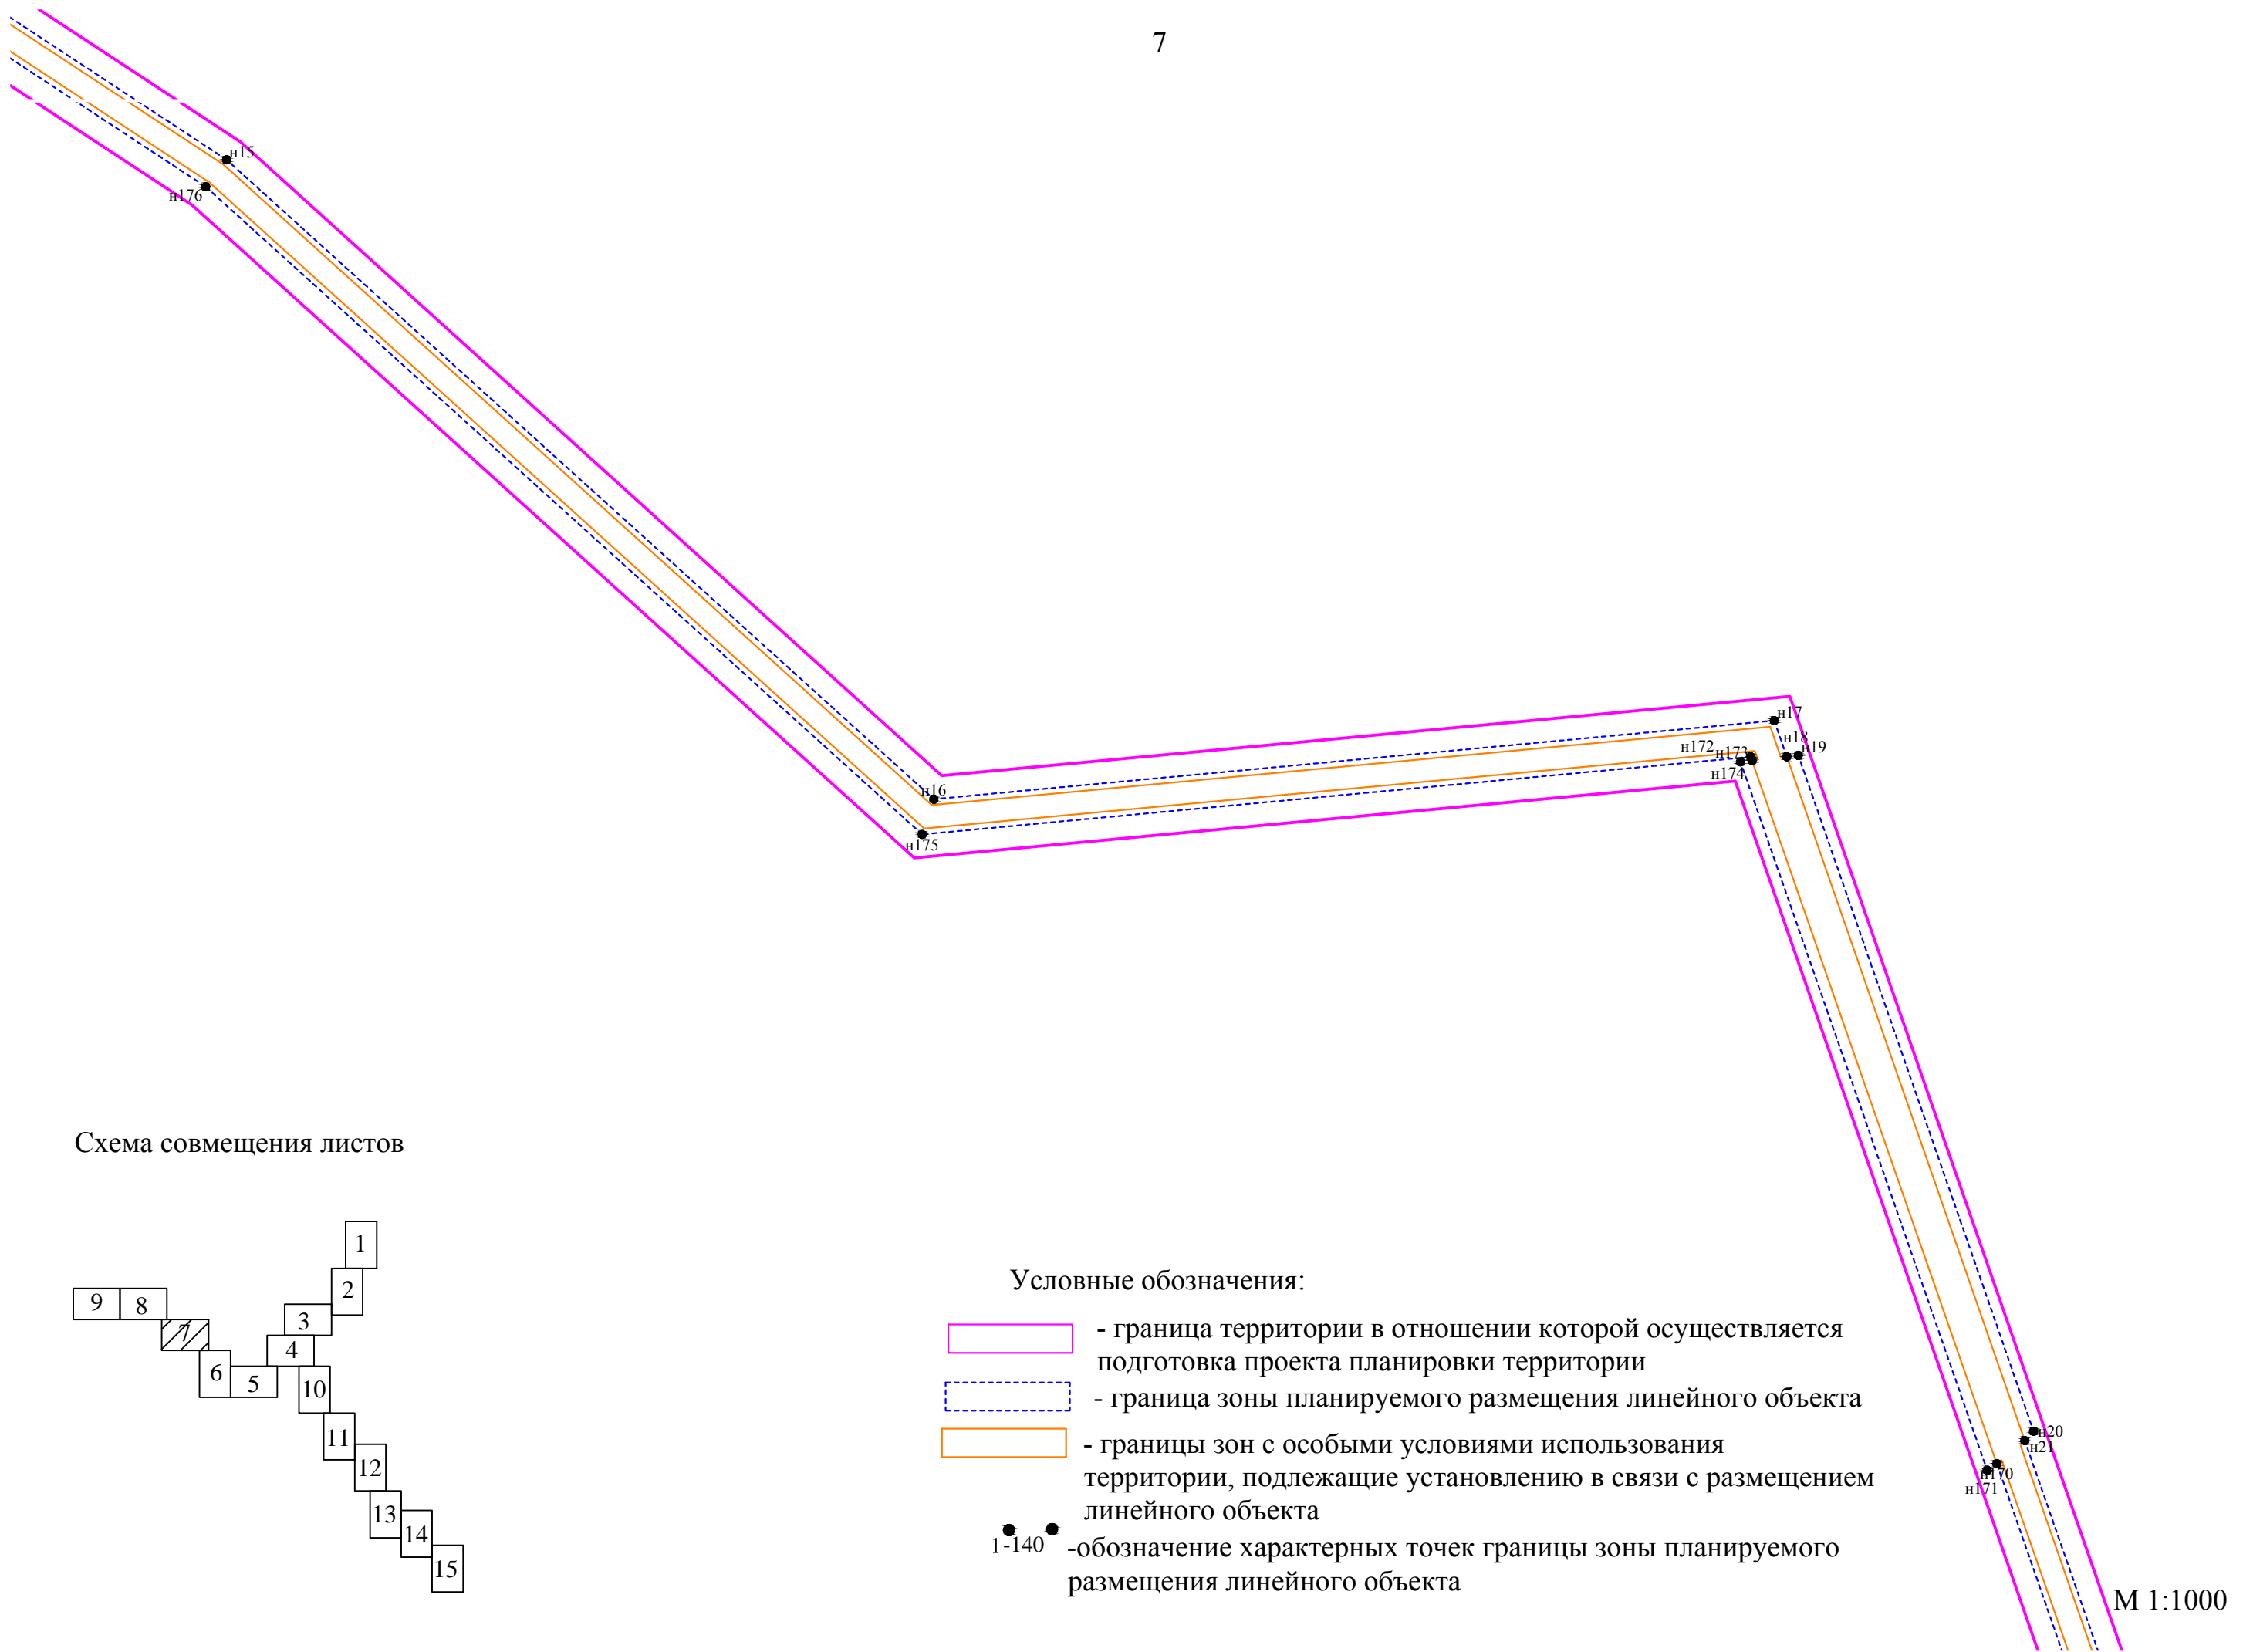 7
н15
н176
н17
н18
н19
н172
н173
н174
н16
н175
Схема совмещения листов
1
2
9 8
3
7
4
6
5
10
11
12
13
14
15
Условные обозначения:
- граница территории в отношении которой осуществляется
подготовка проекта планировки территории
- граница зоны планируемого размещения линейного объекта
- границы зон с особыми условиями использования
территории, подлежащие установлению в связи с размещением
линейного объекта
1-140
-обозначение характерных точек границы зоны планируемого
размещения линейного объекта
н20
н21
н170
н171
М 1:1000